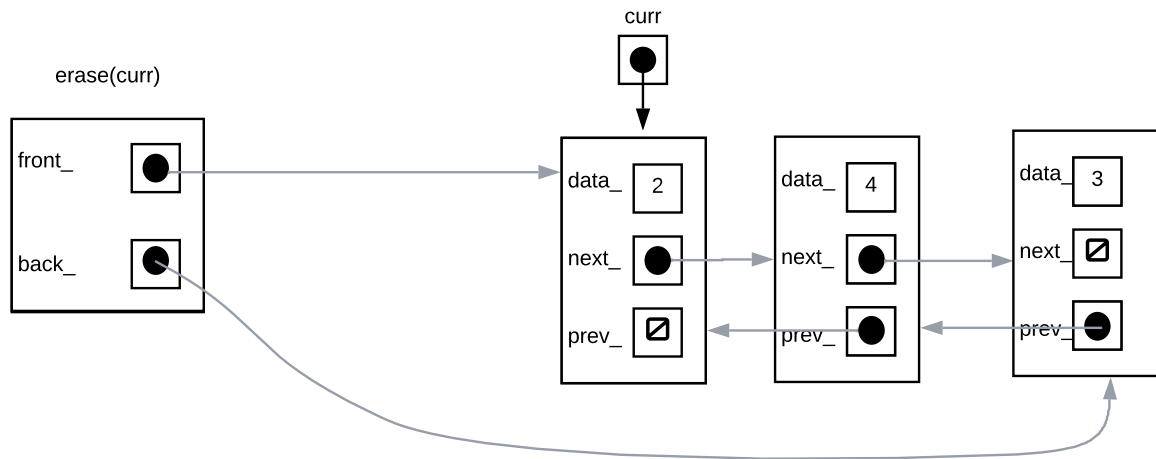 curr
erase(curr)
front_
back_
data_ 2
next_
prev_
data_ 4
next_
prev_
data_ 3
next_
prev_